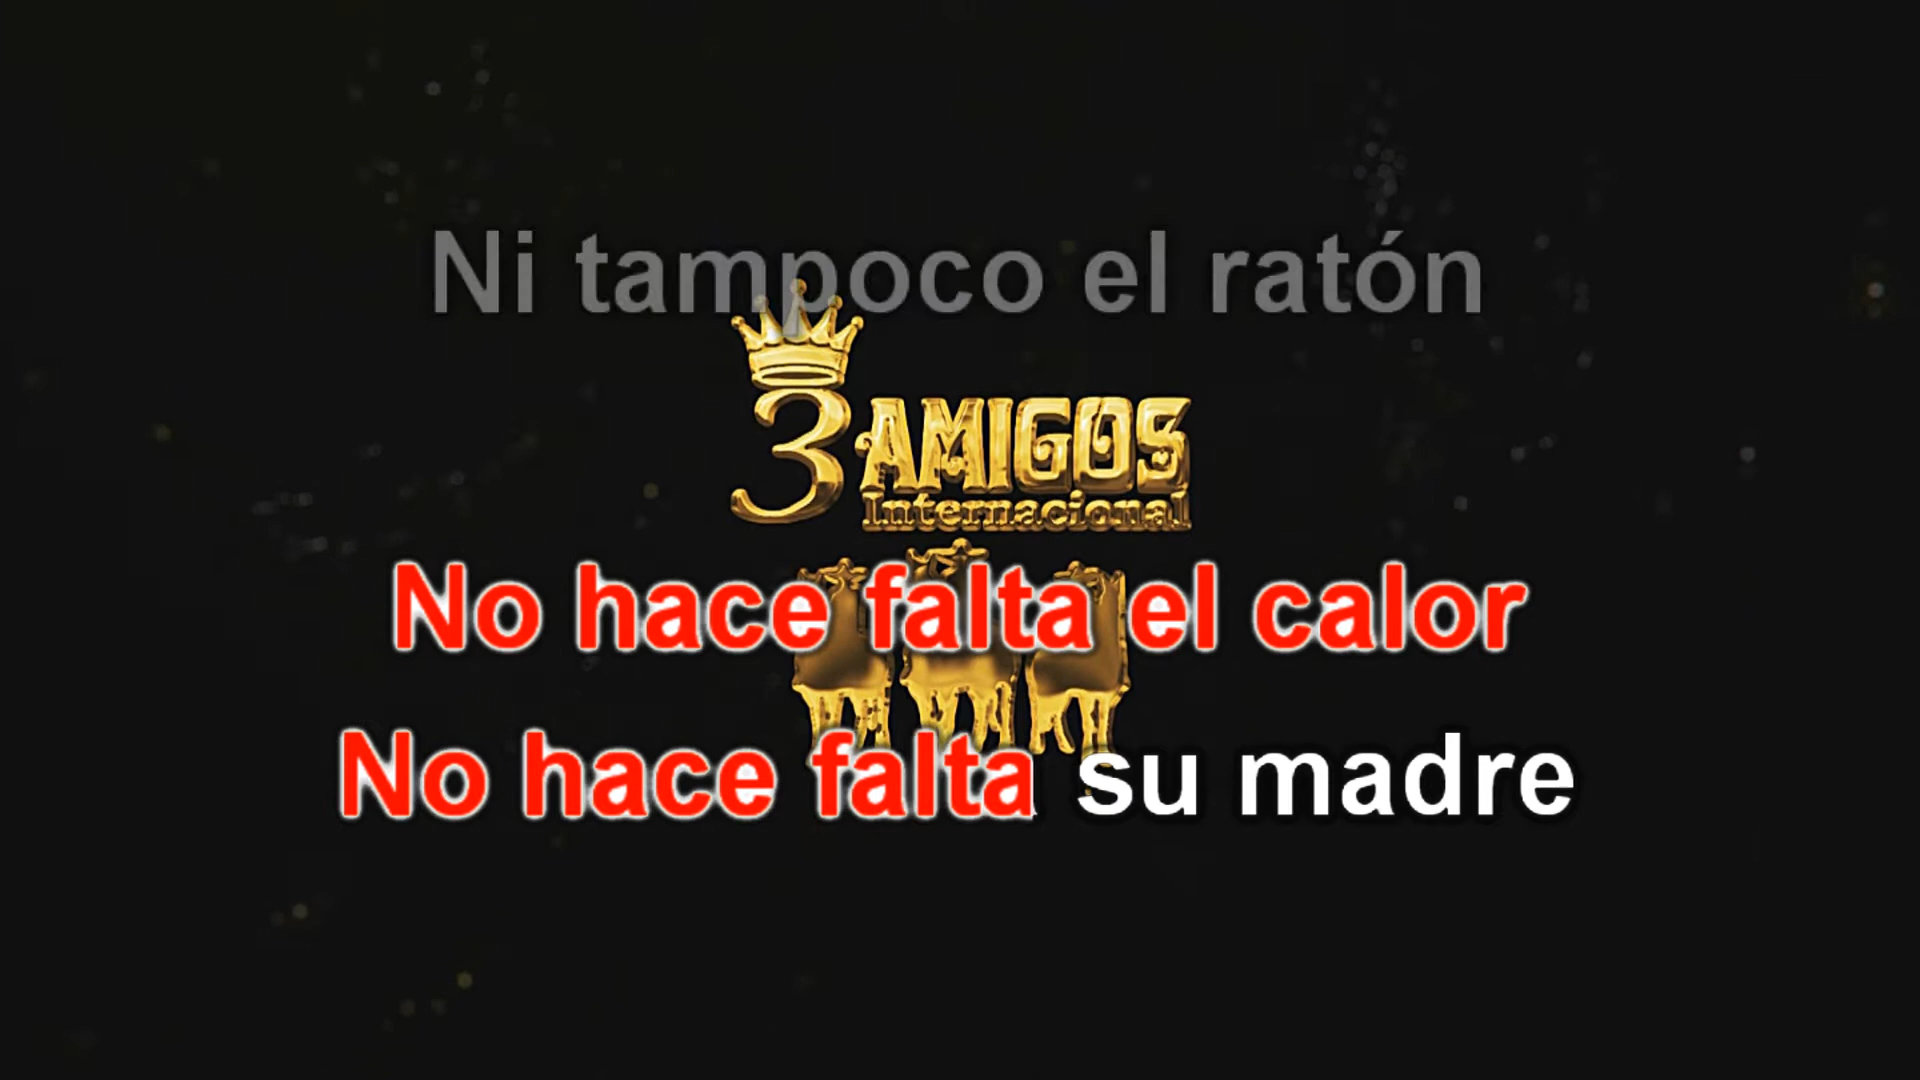 Ni tampoco el ratón
3 AMIGOS
Internacional
No hace falta el calor
No hace falta su madre